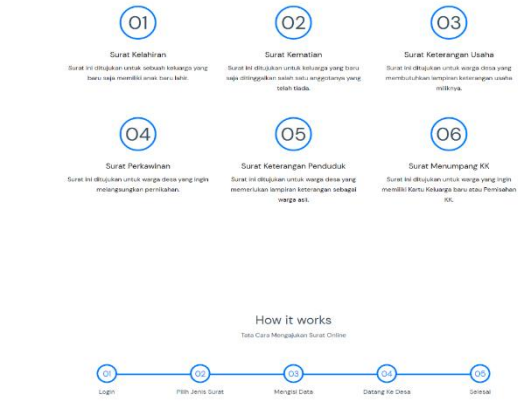 01
02
03
Surat Kelahiran
Surat Kematian
Surat Keterangan Usaha
Surat ini ditujukan untuk sebuah keluarga yang
baru saja memiliki anak baru lahir.
Surat ini ditujukan untuk keluarga yang baru
saja ditinggalkan salah satu anggotanya yang
telah tiada.
Surat ini ditujukan untuk warga desa yang
membutuhkan lampiran keterangan usaha
miliknya.
04
05
06
Surat Perkawinan
Surat Keterangan Penduduk
Surat Menumpang KK
Surat ini ditujukan untuk warga desa yang ingin
melangsungkan pernikahan.
Surat ini ditujukan untuk warga desa yang
memerlukan lampiran keterangan sebagai
warga asli.
Surat ini ditujukan untuk warga yang ingin
memiliki Kartu Keluarga baru atau Pemisahan
KK.
How it works
Tata Cara Mengajukan Surat Online
01
02
03
04
05
Login
Pilih Jenis Surat
Mengisi Data
Datang Ke Desa
Selesai